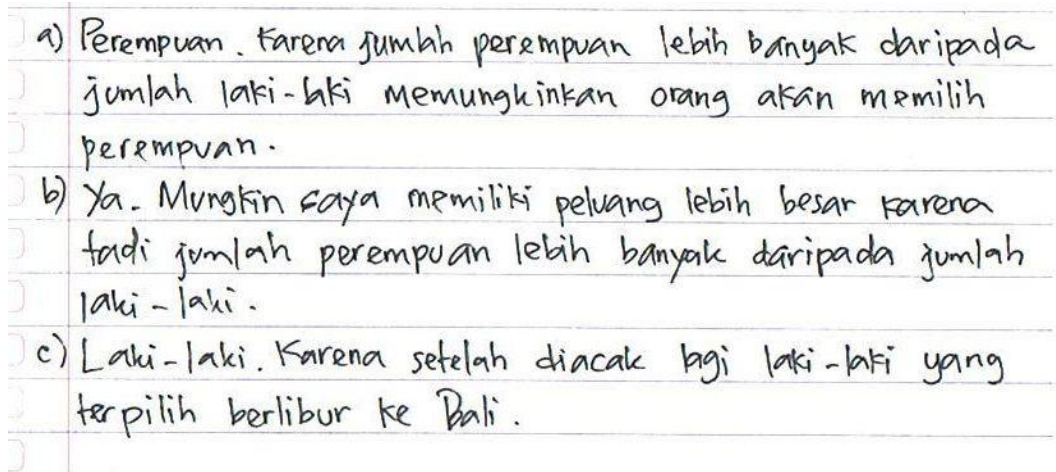 a) Perempuan. Karena jumlah perempuan lebih banyak daripada
jumlah laki-laki memungkinkan orang akan memilih
perempuan.
b) Ya. Mungkin saya memiliki peluang lebih besar karena
tadi jumlah perempuan lebih banyak daripada jumlah
laki-laki.
c) Laki-laki. Karena setelah diacak lagi laki-laki yang
terpilih berlibur ke Bali.